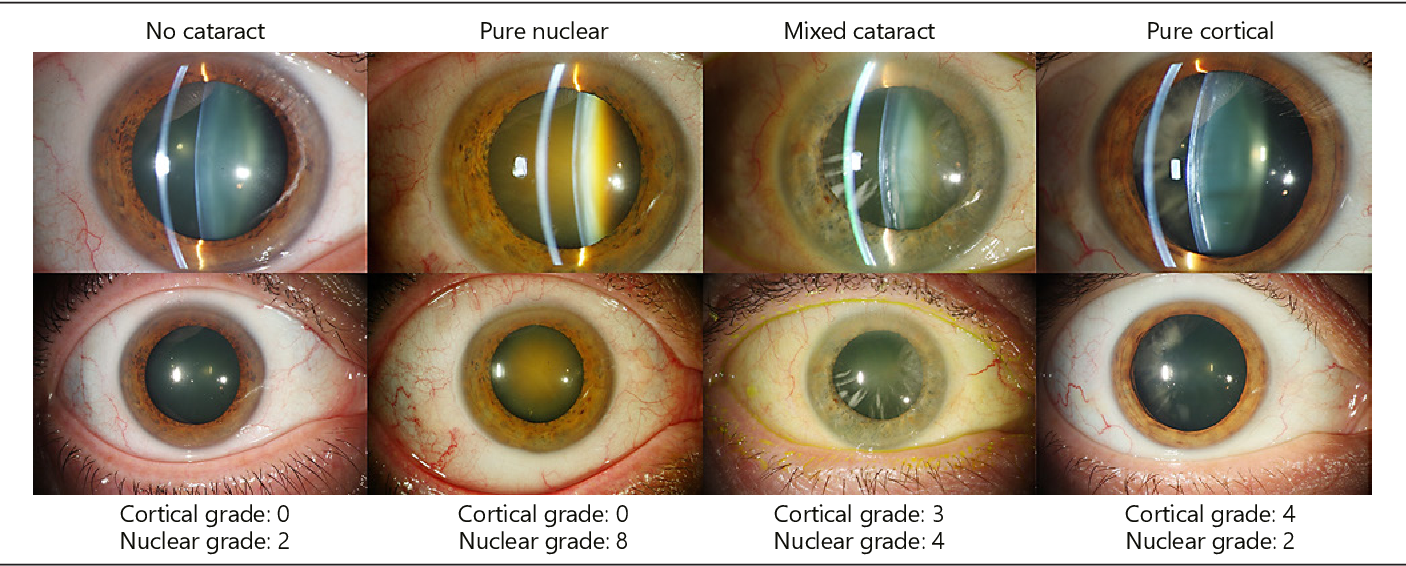 No cataract
Pure nuclear
Mixed cataract
Pure cortical
Cortical grade: 0
Nuclear grade: 2
Cortical grade: 0
Nuclear grade: 8
Cortical grade: 3
Nuclear grade: 4
Cortical grade: 4
Nuclear grade: 2